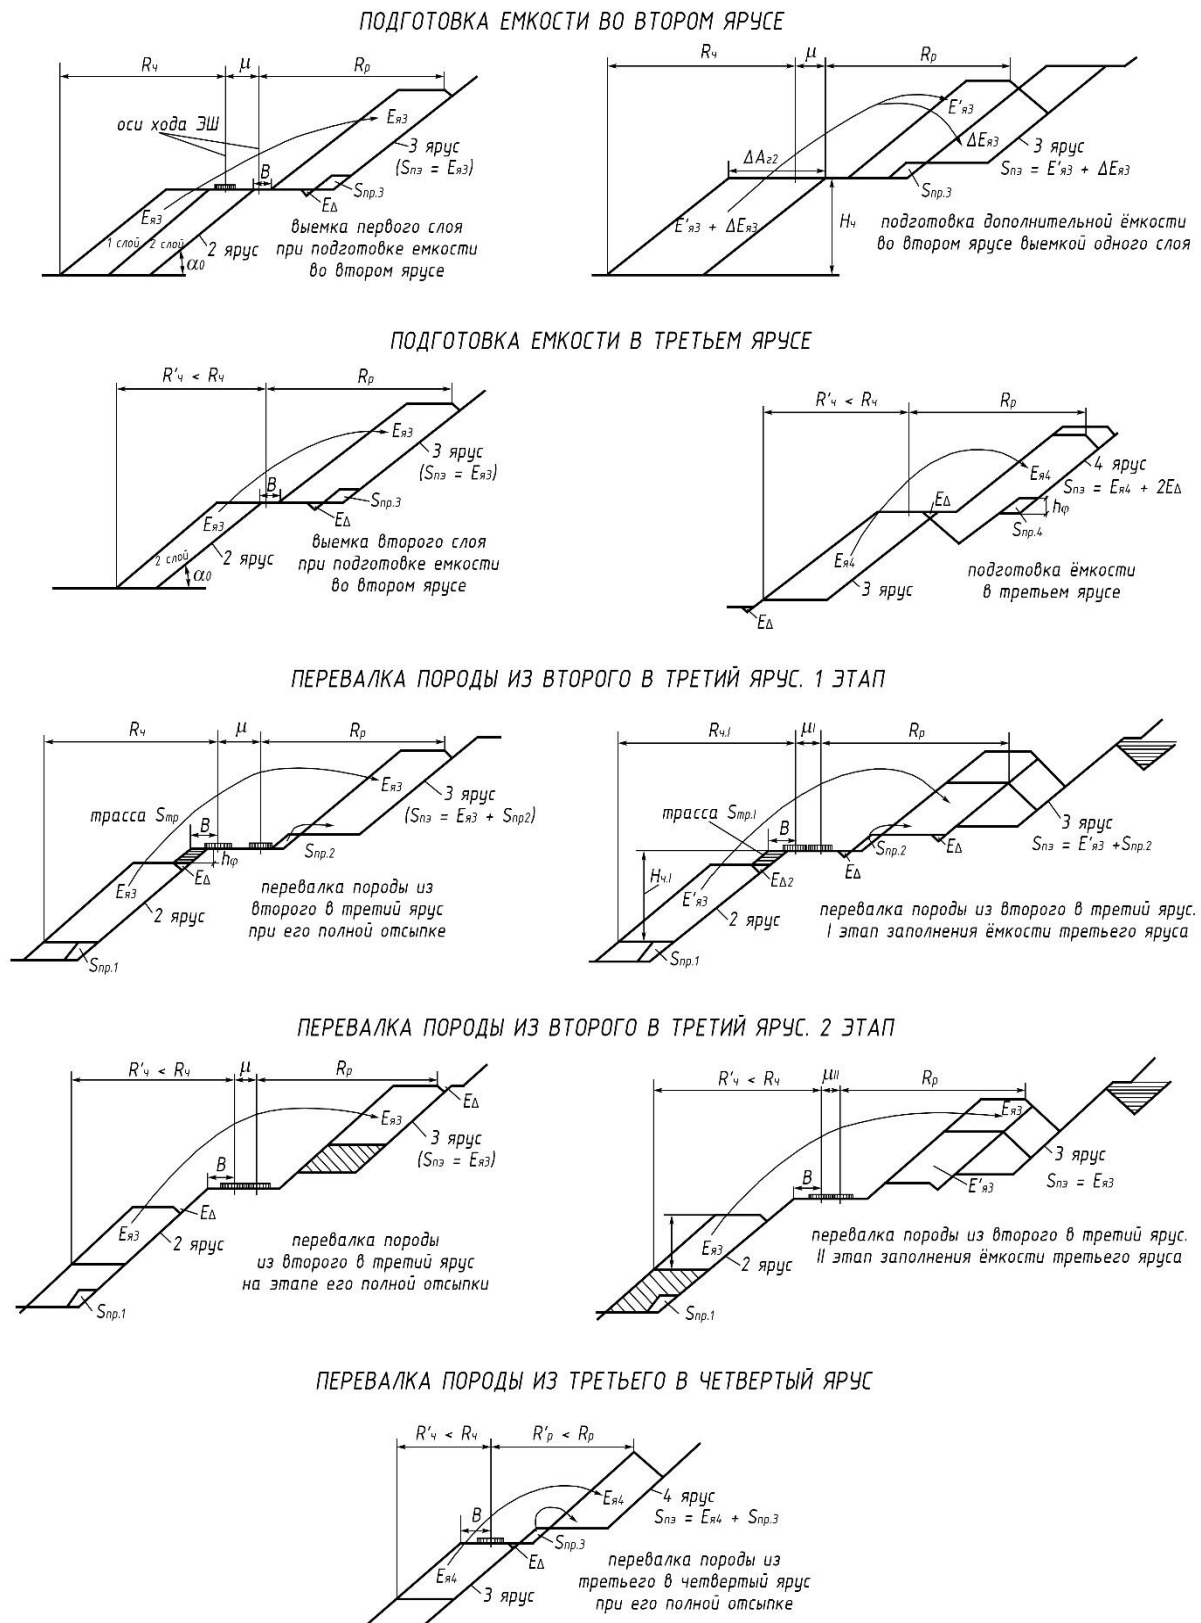 ПОДГОТОВКА ЕМКОСТИ ВО ВТОРОМ ЯРУСЕ
Rч
μ
Rр
оси хода ЭШ
Eя3
3 ярус
(Sпэ = Eя3)
B
Sпр.3
EΔ
Eя3
1 слой
2 слой
2 ярус
α0
выемка первого слоя
при подготовке емкости
во втором ярусе
Rч
μ
Rр
E'я3
ΔEя3
3 ярус
Sпэ = E'я3 + ΔEя3
ΔAг2
Sпр.3
E'я3 + ΔEя3
Hч
подготовка дополнительной ёмкости
во втором ярусе выемкой одного слоя
ПОДГОТОВКА ЕМКОСТИ В ТРЕТЬЕМ ЯРУСЕ
R'ч < Rч
Rр
Eя3
3 ярус
(Sпэ = Eя3)
B
Sпр.3
EΔ
Eя3
2 слой
2 ярус
α0
выемка второго слоя
при подготовке емкости
во втором ярусе
R'ч < Rч
Rр
Eя4
4 ярус
Sпэ = Eя4 + 2EΔ
EΔ
hφ
Sпр.4
Eя4
3 ярус
EΔ
подготовка ёмкости
в третьем ярусе
ПЕРЕВАЛКА ПОРОДЫ ИЗ ВТОРОГО В ТРЕТИЙ ЯРУС. 1 ЭТАП
Rч
μ
Rр
Eя3
3 ярус
(Sпэ = Eя3 + Sпр2)
трасса Sтр
B
Sпр.2
hφ
EΔ
Eя3
2 ярус
Sпр.1
перевалка породы из
второго в третий ярус
при его полной отсыпке
Rч.I
μI
Rр
3 ярус
Sпэ = E'я3 +Sпр.2
трасса Sтр.I
B
Sпр.2
EΔ
EΔ
EΔ2
Hч.I
E'я3
2 ярус
Sпр.1
перевалка породы из второго в третий ярус.
I этап заполнения ёмкости третьего яруса
ПЕРЕВАЛКА ПОРОДЫ ИЗ ВТОРОГО В ТРЕТИЙ ЯРУС. 2 ЭТАП
R'ч < Rч
μ
Rр
EΔ
Eя3
3 ярус
(Sпэ = Eя3)
B
EΔ
Eя3
2 ярус
Sпр.1
перевалка породы
из второго в третий ярус
на этапе его полной отсыпки
R'ч < Rч
μII
Rр
Eя3
3 ярус
Sпэ = Eя3
E'я3
B
Eя3
2 ярус
Sпр.1
перевалка породы из второго в третий ярус.
II этап заполнения ёмкости третьего яруса
ПЕРЕВАЛКА ПОРОДЫ ИЗ ТРЕТЬЕГО В ЧЕТВЕРТЫЙ ЯРУС
R'ч < Rч
R'р < Rр
Eя4
4 ярус
Sпэ = Eя4 + Sпр.3
B
Sпр.3
EΔ
Eя4
3 ярус
перевалка породы из
третьего в четвертый ярус
при его полной отсыпке